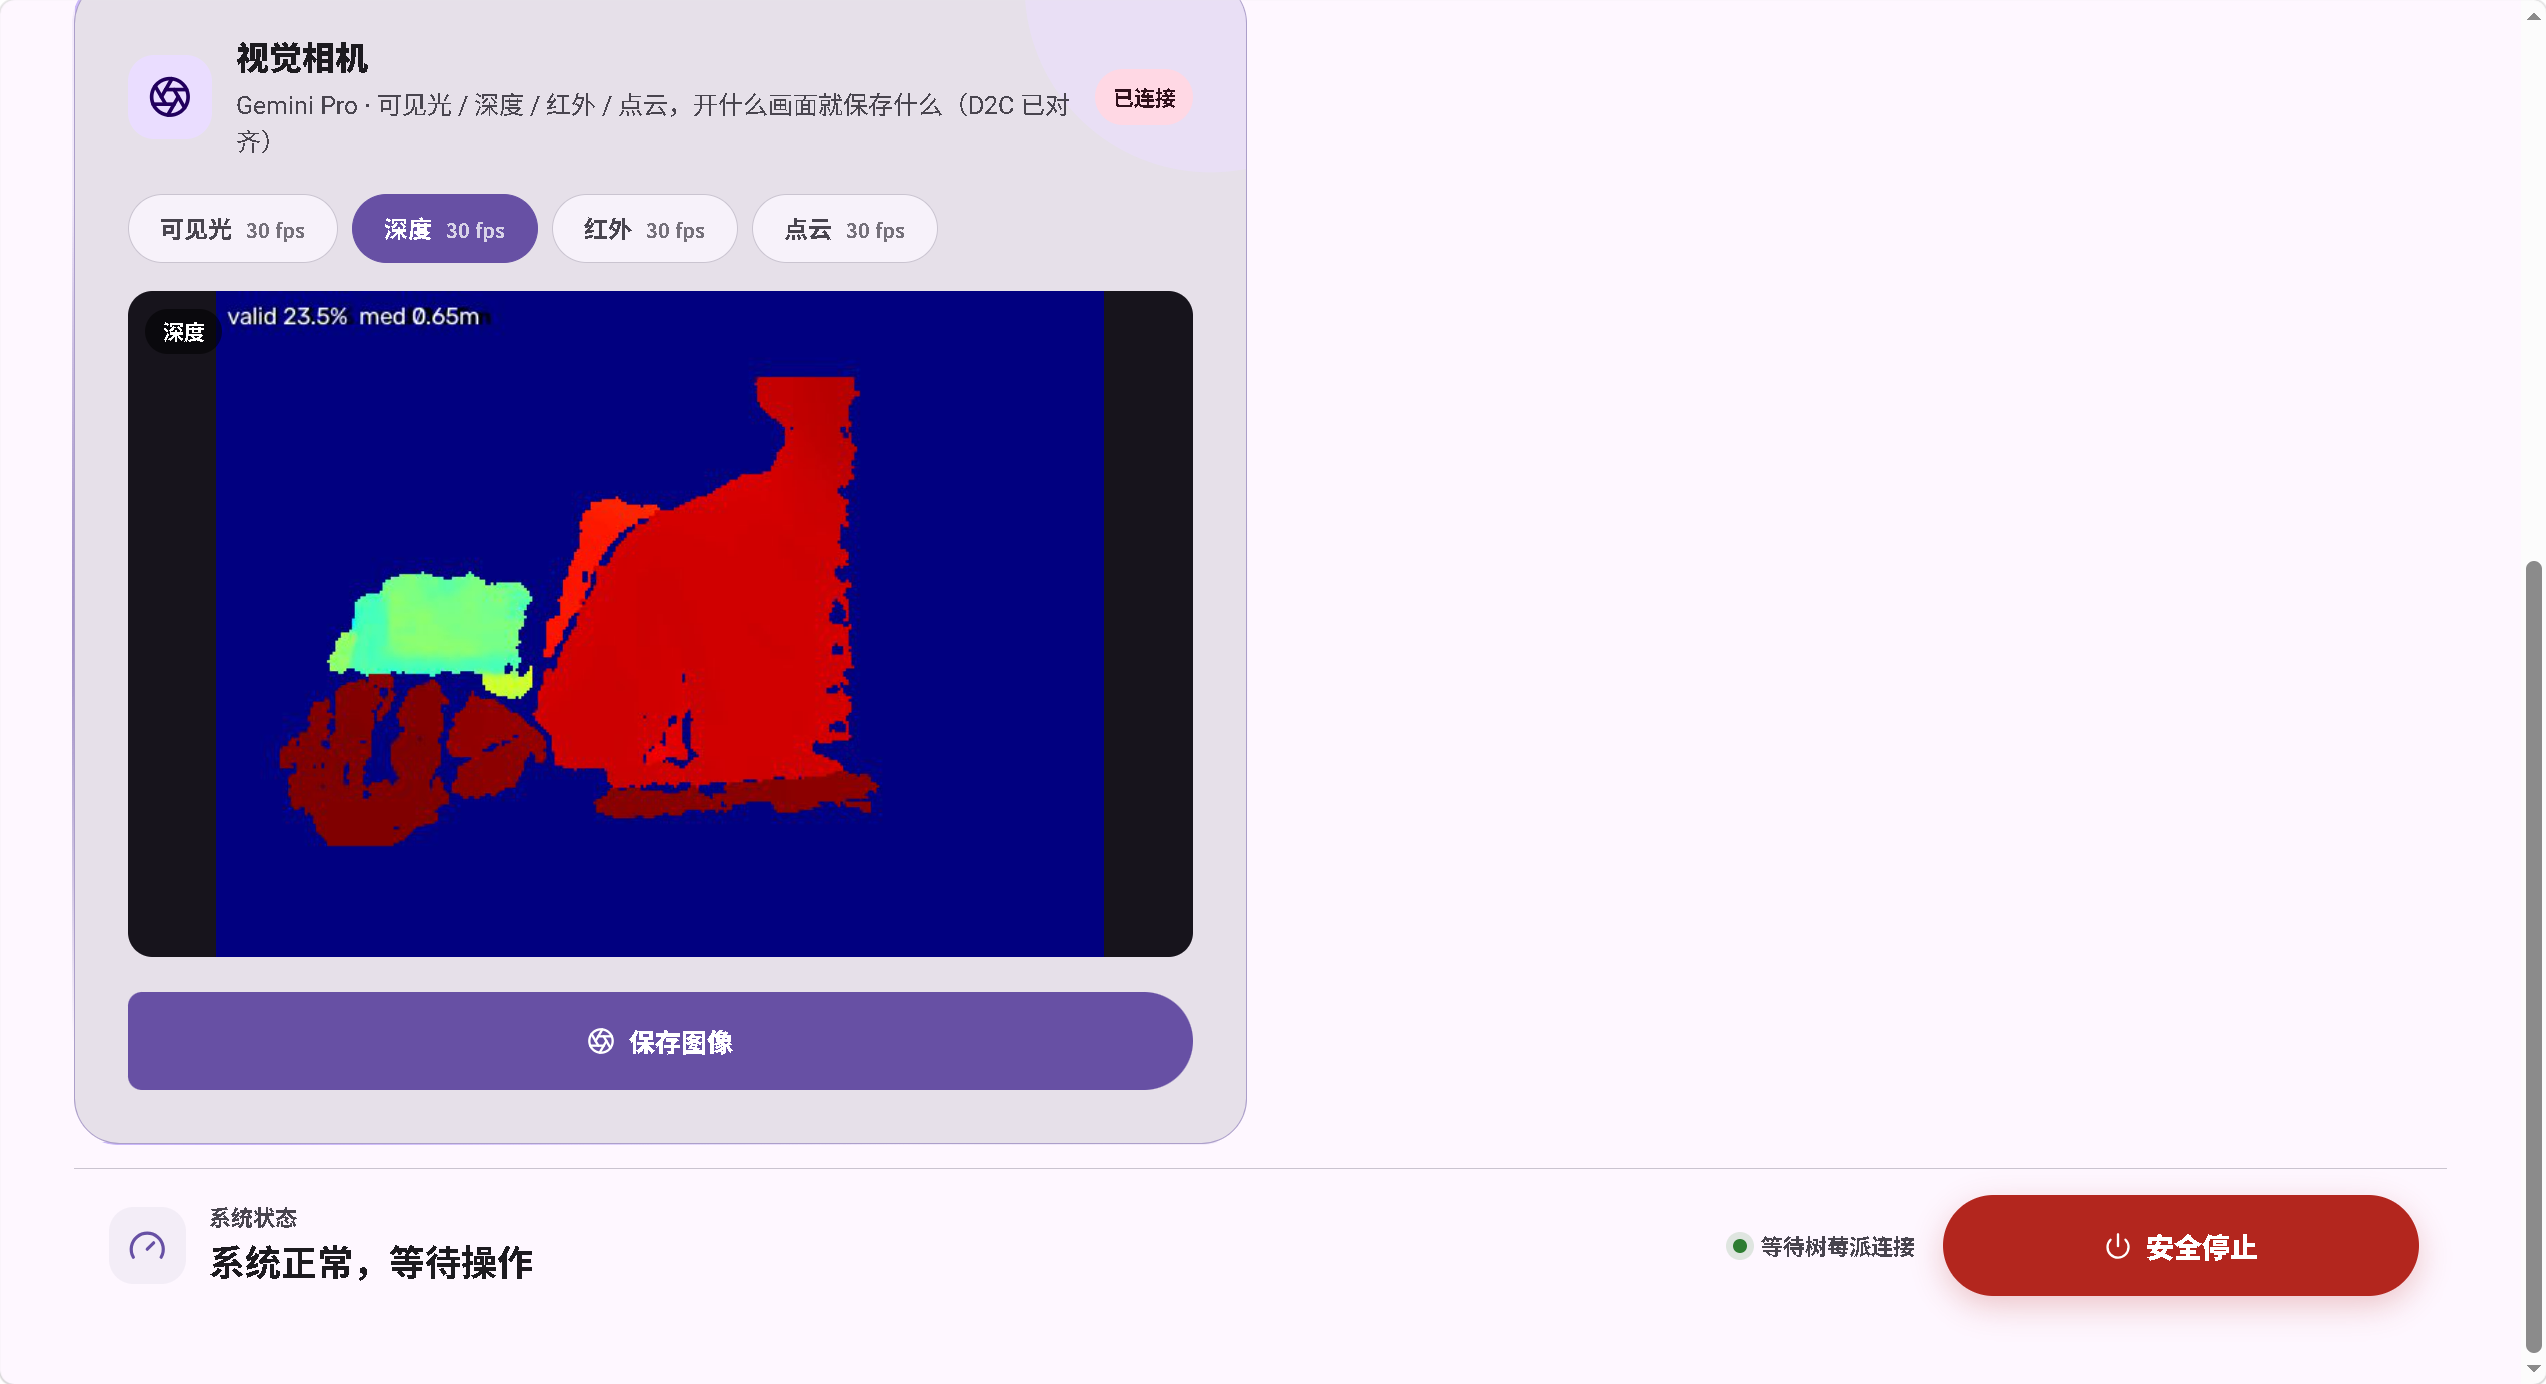 视觉相机
Gemini Pro · 可见光 / 深度 / 红外 / 点云，开什么画面就保存什么（D2C 已对
齐）
已连接
可见光 30 fps
深度 30 fps
红外 30 fps
点云 30 fps
深度
valid 23.5% med 0.65m
保存图像
系统状态
系统正常，等待操作
等待树莓派连接
安全停止